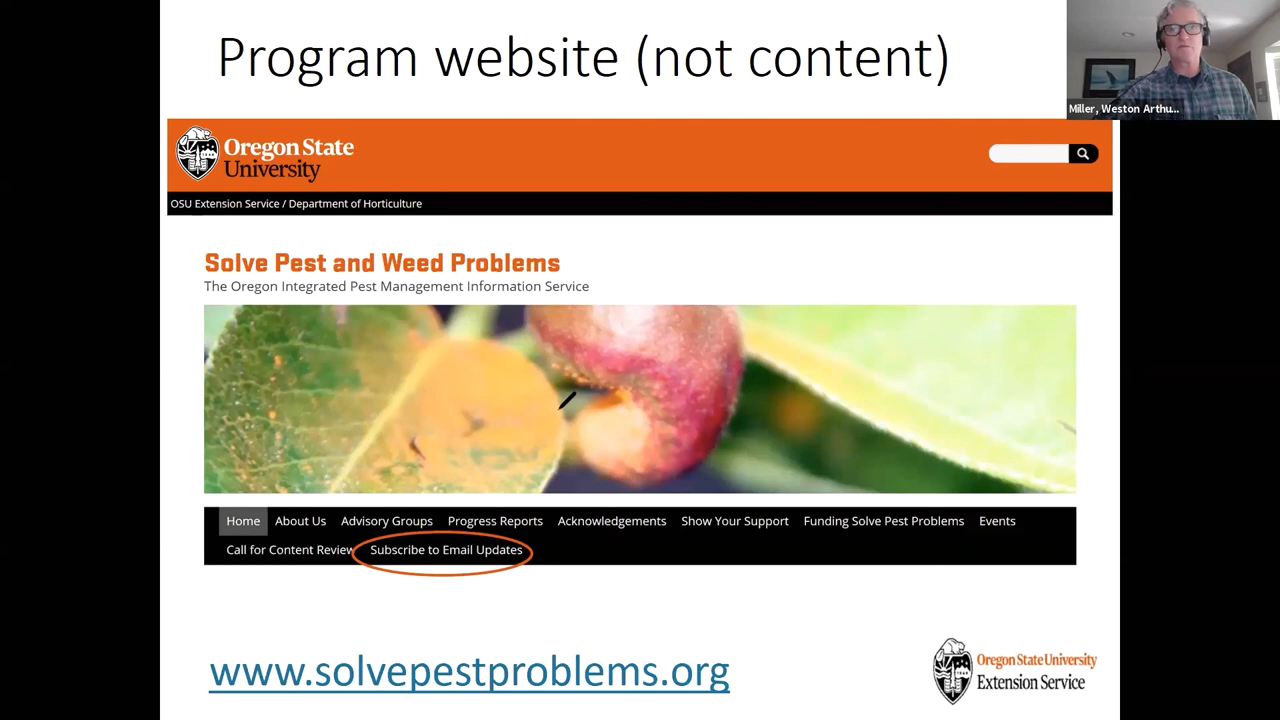 Program website (not content)
Miller, Weston Arthu...
Oregon State
University
OSU Extension Service / Department of Horticulture
Solve Pest and Weed Problems
The Oregon Integrated Pest Management Information Service
Home About Us Advisory Groups Progress Reports Acknowledgements Show Your Support Funding Solve Pest Problems Events
Call for Content Review Subscribe to Email Updates
www.solvepestproblems.org
Oregon State University
Extension Service